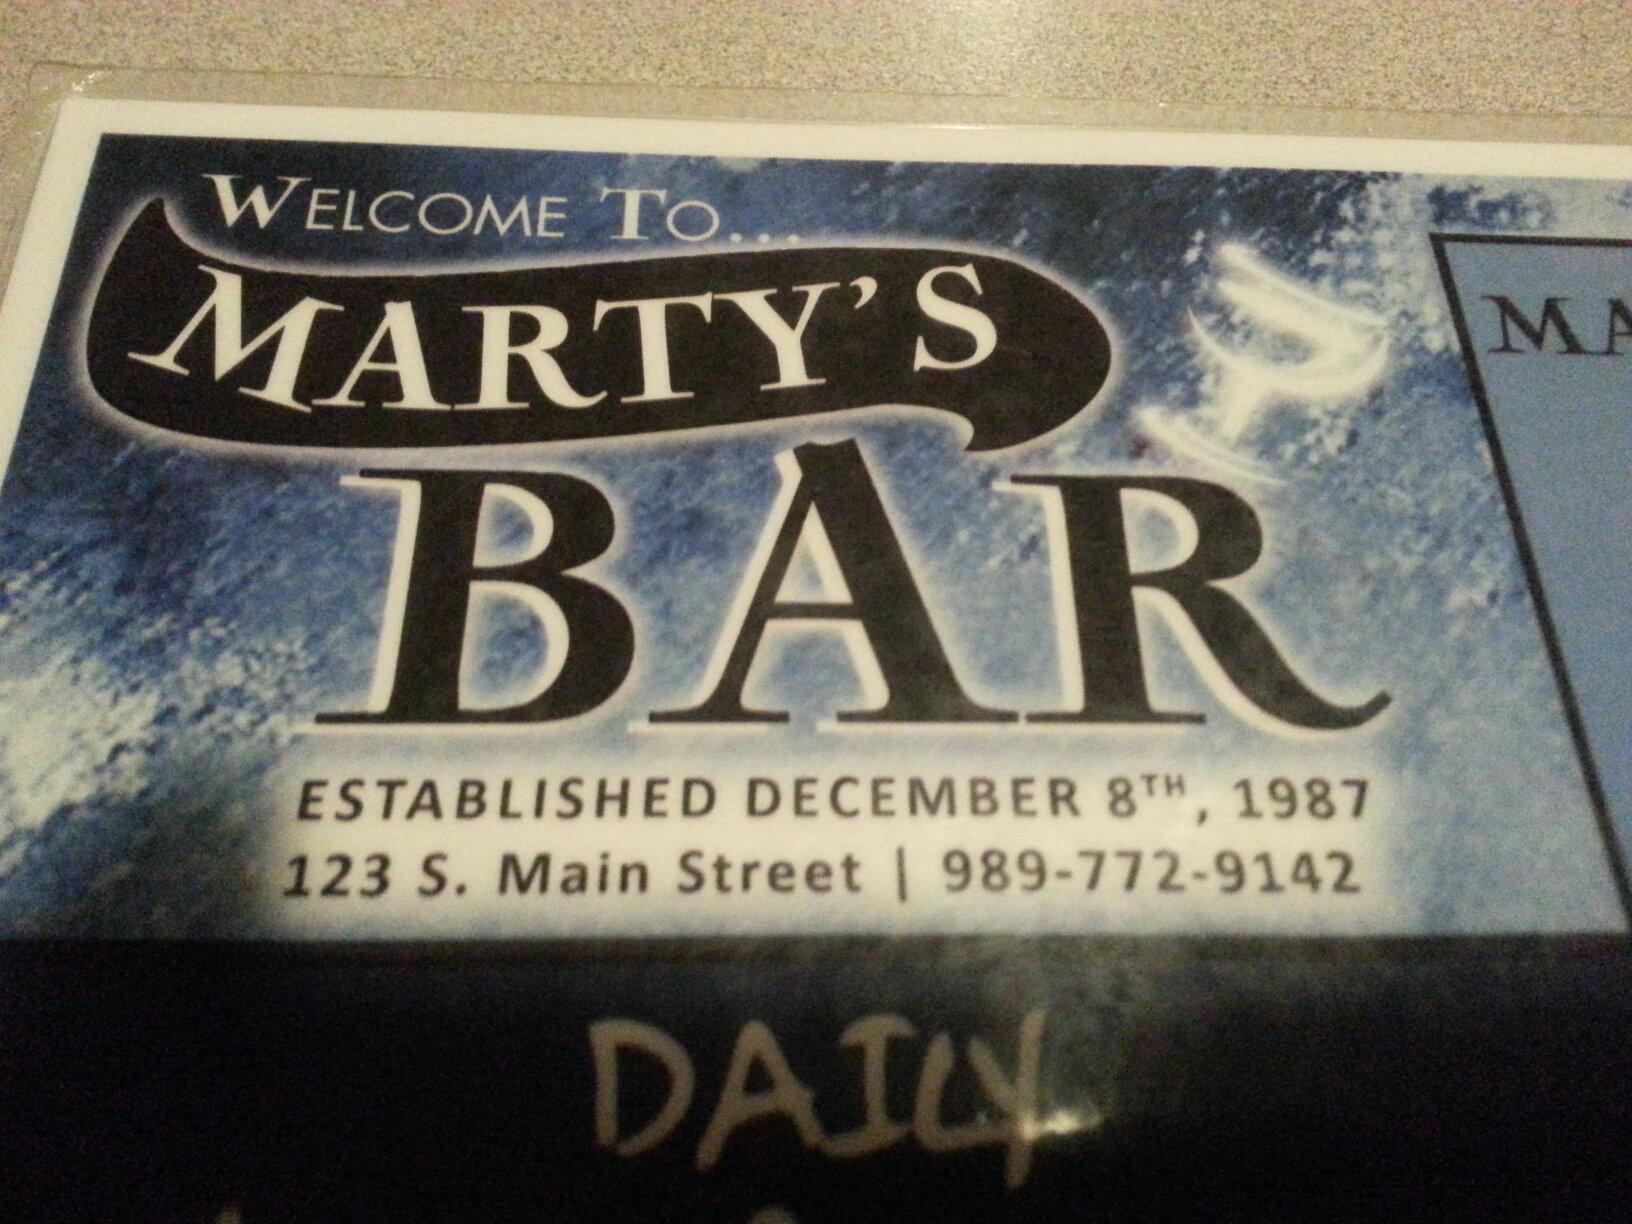 WELCOME TO...
MARTY'S
BAR
ESTABLISHED DECEMBER 8TH, 1987
123 S. Main Street | 989-772-9142
DAILY